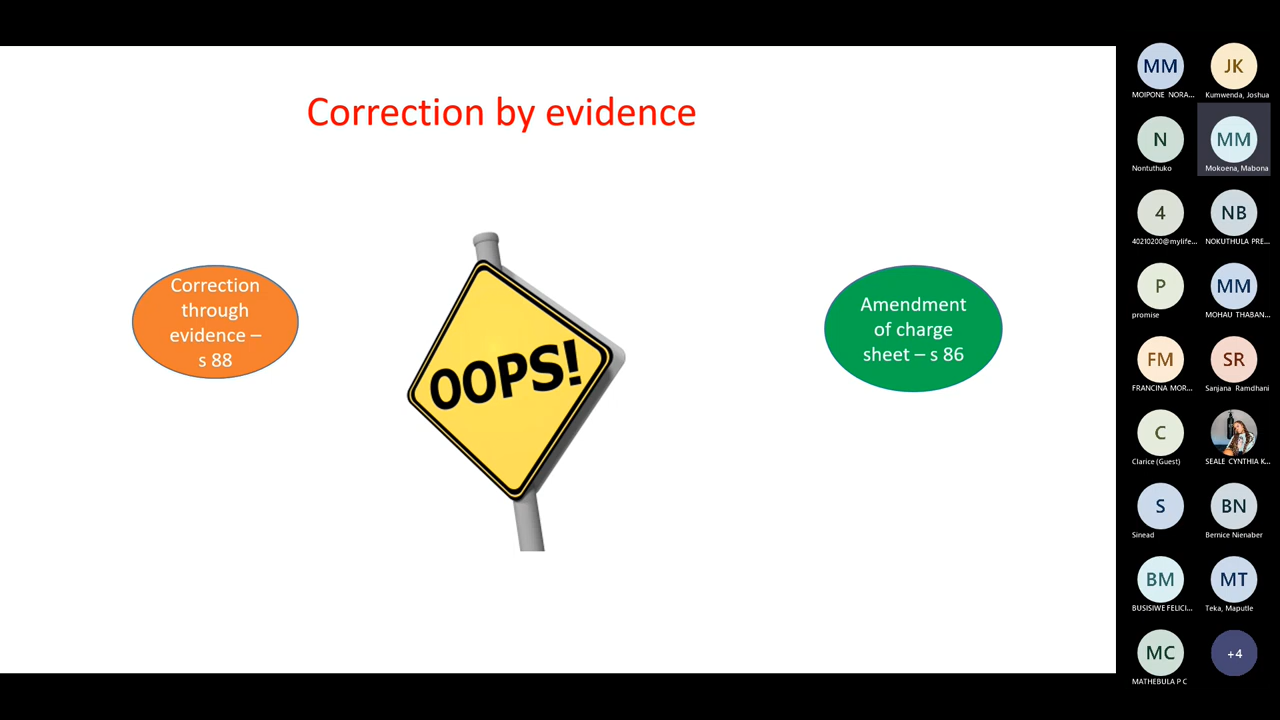 Correction by evidence
Correction
through
evidence –
s 88
OOPS!
Amendment
of charge
sheet – s 86
MM
MOIPONE NORA...
JK
Kumwenda, Joshua
N
Nontuthuko
MM
Mokoena, Mabona
4
40210200@mylife...
NB
NOKUTHULA PRE...
P
promise
MM
MOHAU THABAN...
FM
FRANCINA MOR...
SR
Sanjana Ramdhani
C
Clarice (Guest)
SEALE CYNTHIA K...
S
Sinead
BN
Bernice Nienaber
BM
BUSISIWE FELICI...
MT
Teka, Maputle
MC
MATHEBULA P C
+4